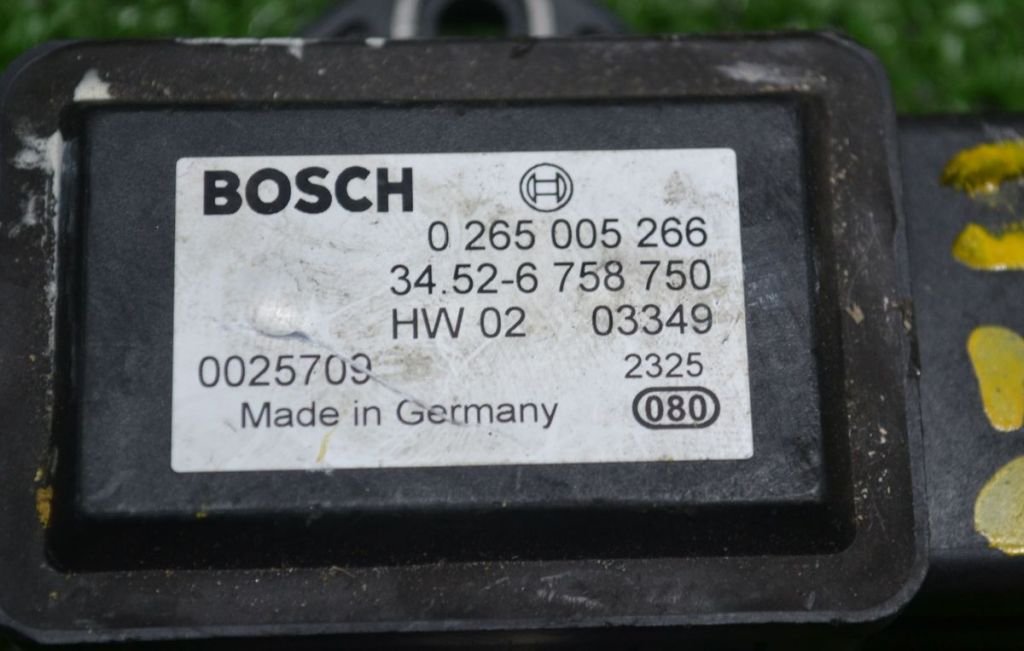 BOSCH
0 265 005 266
34.52-6 758 750
HW 02 03349
0025709 2325
Made in Germany 080